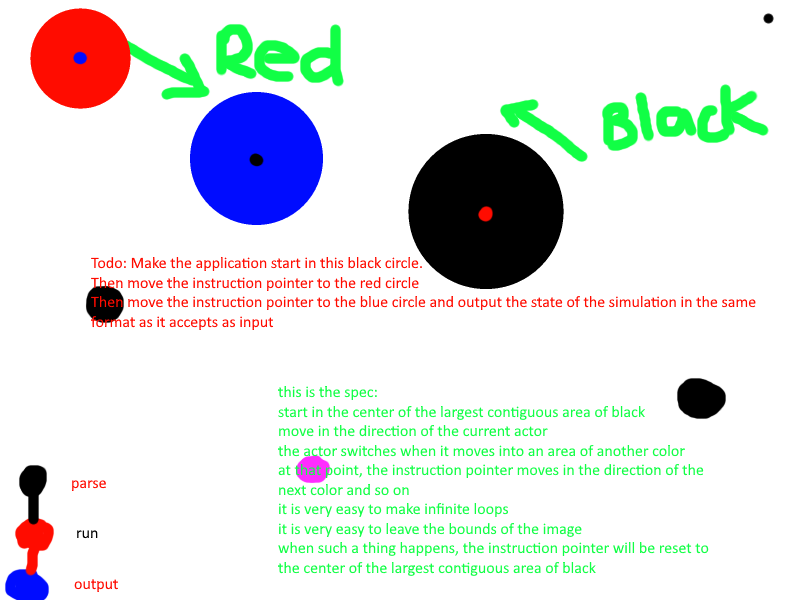 Red
Black
Todo: Make the application start in this black circle.
Then move the instruction pointer to the red circle
Then move the instruction pointer to the blue circle and output the state of the simulation in the same
format as it accepts as input
this is the spec:
start in the center of the largest contiguous area of black
move in the direction of the current actor
the actor switches when it moves into an area of another color
at that point, the instruction pointer moves in the direction of the
next color and so on
it is very easy to make infinite loops
it is very easy to leave the bounds of the image
when such a thing happens, the instruction pointer will be reset to
the center of the largest contiguous area of black
parse
run
output